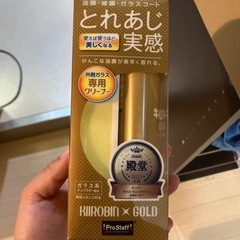 油膜・被膜・ガラスコート
とれあじ
実感
使えば使うほど
美しくなる
がんこな油膜が素早く取れる。
外側ガラス
専用
クリーナー
殿堂
ガラス系
KIIROBIN GOLD
ProStaff